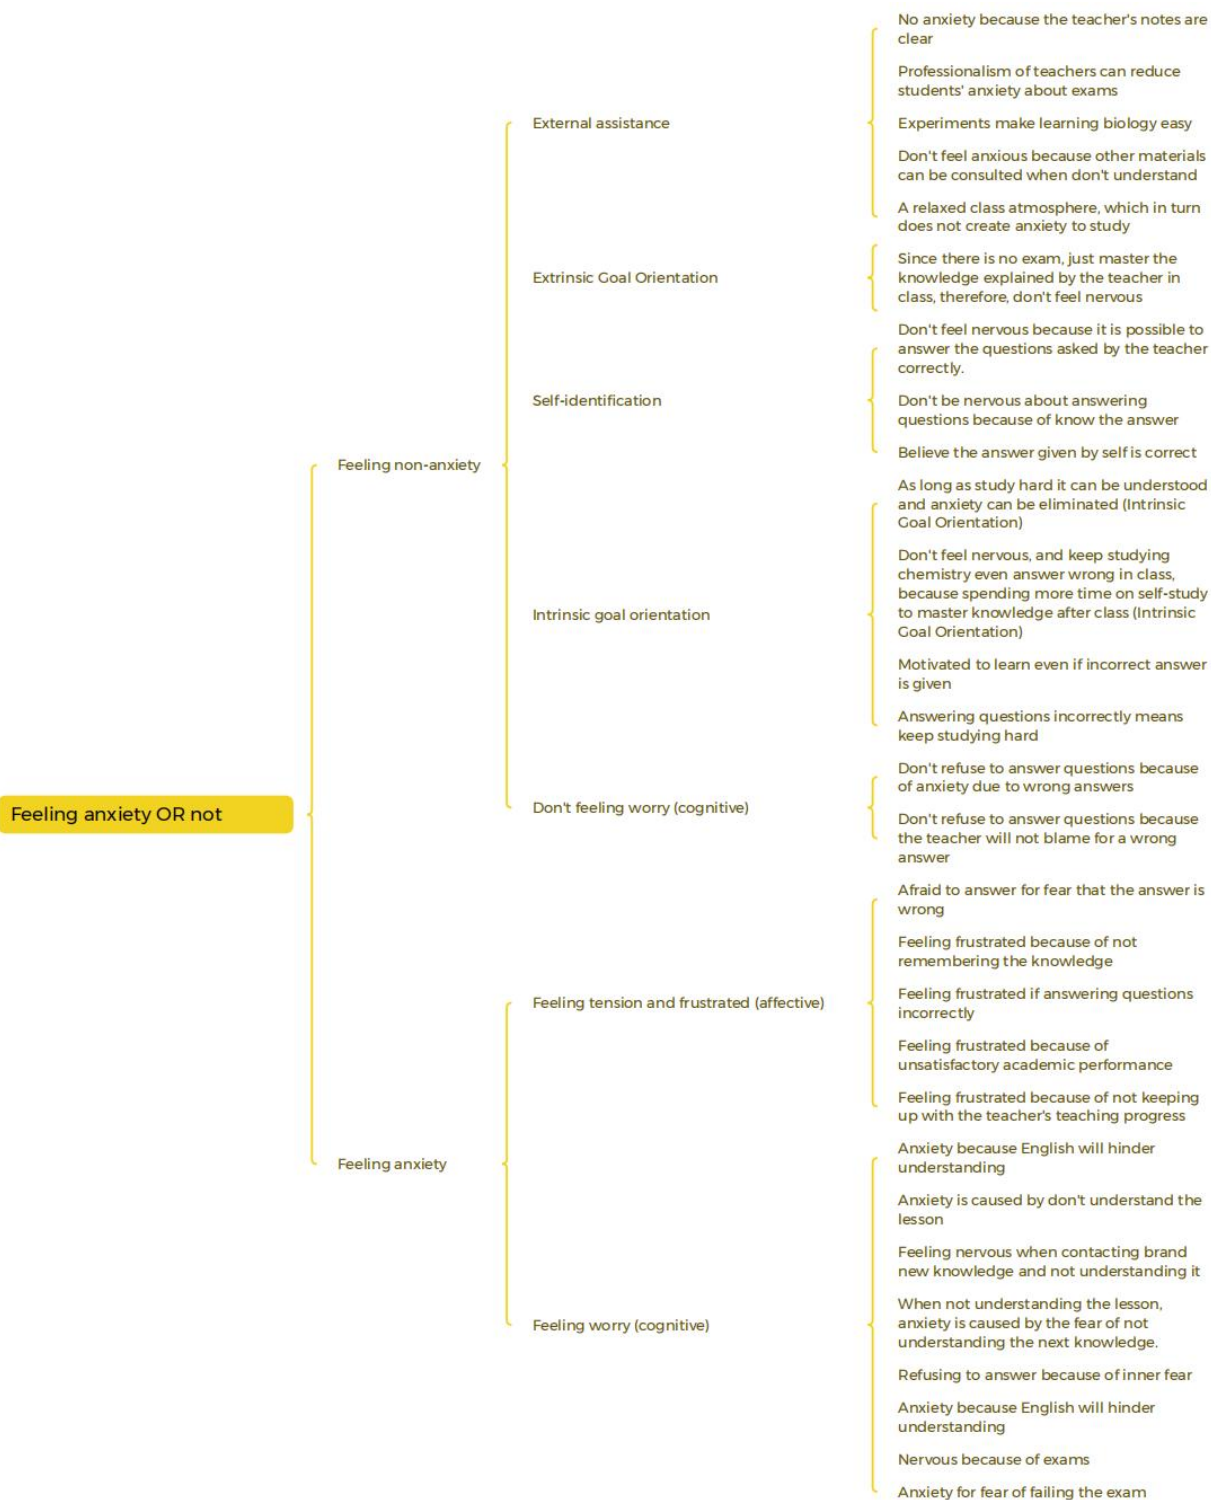 No anxiety because the teacher's notes are
clear
Professionalism of teachers can reduce
students' anxiety about exams
External assistance
Experiments make learning biology easy
Don't feel anxious because other materials
can be consulted when don't understand
A relaxed class atmosphere, which in turn
does not create anxiety to study
Since there is no exam, just master the
Extrinsic Goal Orientation
knowledge explained by the teacher in
class, therefore, don't feel nervous
Don't feel nervous because it is possible to
answer the questions asked by the teacher
correctly.
Self-identification
Don't be nervous about answering
questions because of know the answer
Feeling non-anxiety
Believe the answer given by self is correct
As long as study hard it can be understood
and anxiety can be eliminated (Intrinsic
Goal Orientation)
Don't feel nervous, and keep studying
chemistry even answer wrong in class,
because spending more time on self-study
Intrinsic goal orientation
to master knowledge after class (Intrinsic
Goal Orientation)
Motivated to learn even if incorrect answer
is given
Answering questions incorrectly means
keep studying hard
Don't refuse to answer questions because
of anxiety due to wrong answers
Feeling anxiety OR not
Don't feeling worry (cognitive)
Don't refuse to answer questions because
the teacher will not blame for a wrong
answer
Afraid to answer for fear that the answer is
wrong
Feeling frustrated because of not
remembering the knowledge
Feeling tension and frustrated (affective)
Feeling frustrated if answering questions
incorrectly
Feeling frustrated because of
unsatisfactory academic performance
Feeling frustrated because of not keeping
up with the teacher's teaching progress
Feeling anxiety
Anxiety because English will hinder
understanding
Anxiety is caused by don't understand the
lesson
Feeling nervous when contacting brand
new knowledge and not understanding it
Feeling worry (cognitive)
When not understanding the lesson,
anxiety is caused by the fear of not
understanding the next knowledge.
Refusing to answer because of inner fear
Anxiety because English will hinder
understanding
Nervous because of exams
Anxiety for fear of failing the exam